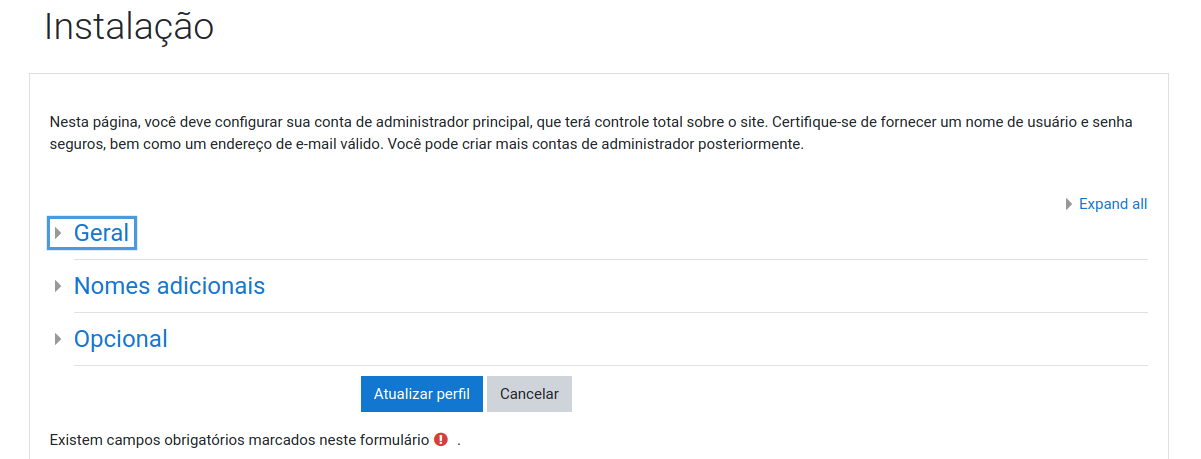 Instalação
Nesta página, você deve configurar sua conta de administrador principal, que terá controle total sobre o site. Certifique-se de fornecer um nome de usuário e senha
seguros, bem como um endereço de e-mail válido. Você pode criar mais contas de administrador posteriormente.
Expand all
Geral
Nomes adicionais
Opcional
Atualizar perfil Cancelar
Existem campos obrigatórios marcados neste formulário .